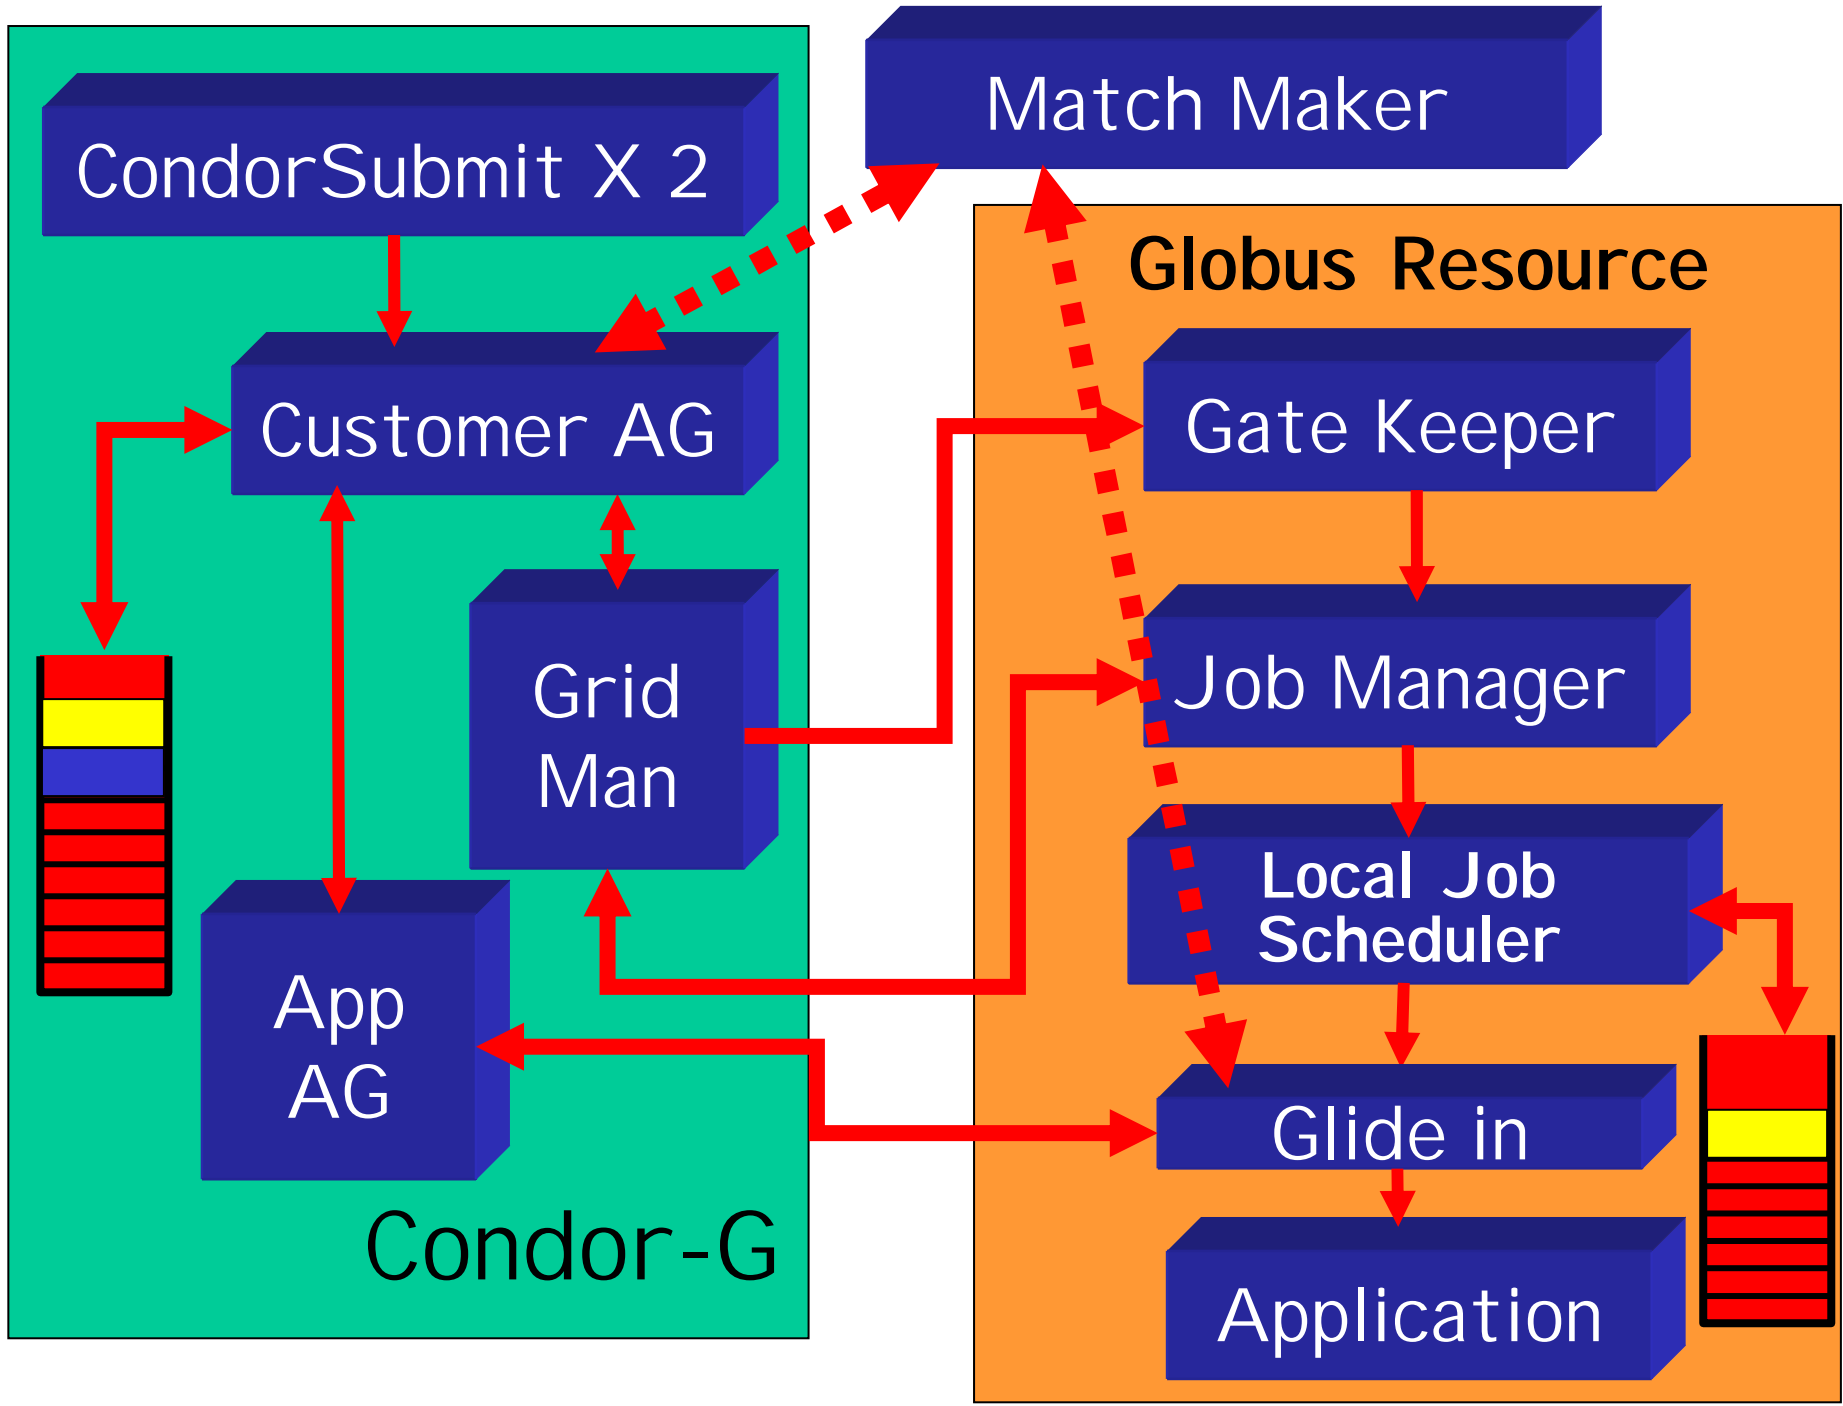 Match Maker
CondorSubmit X 2
Customer AG
Grid
Man
App
AG
Condor-G
Globus Resource
Gate Keeper
Job Manager
Local Job
Scheduler
Glide in
Application